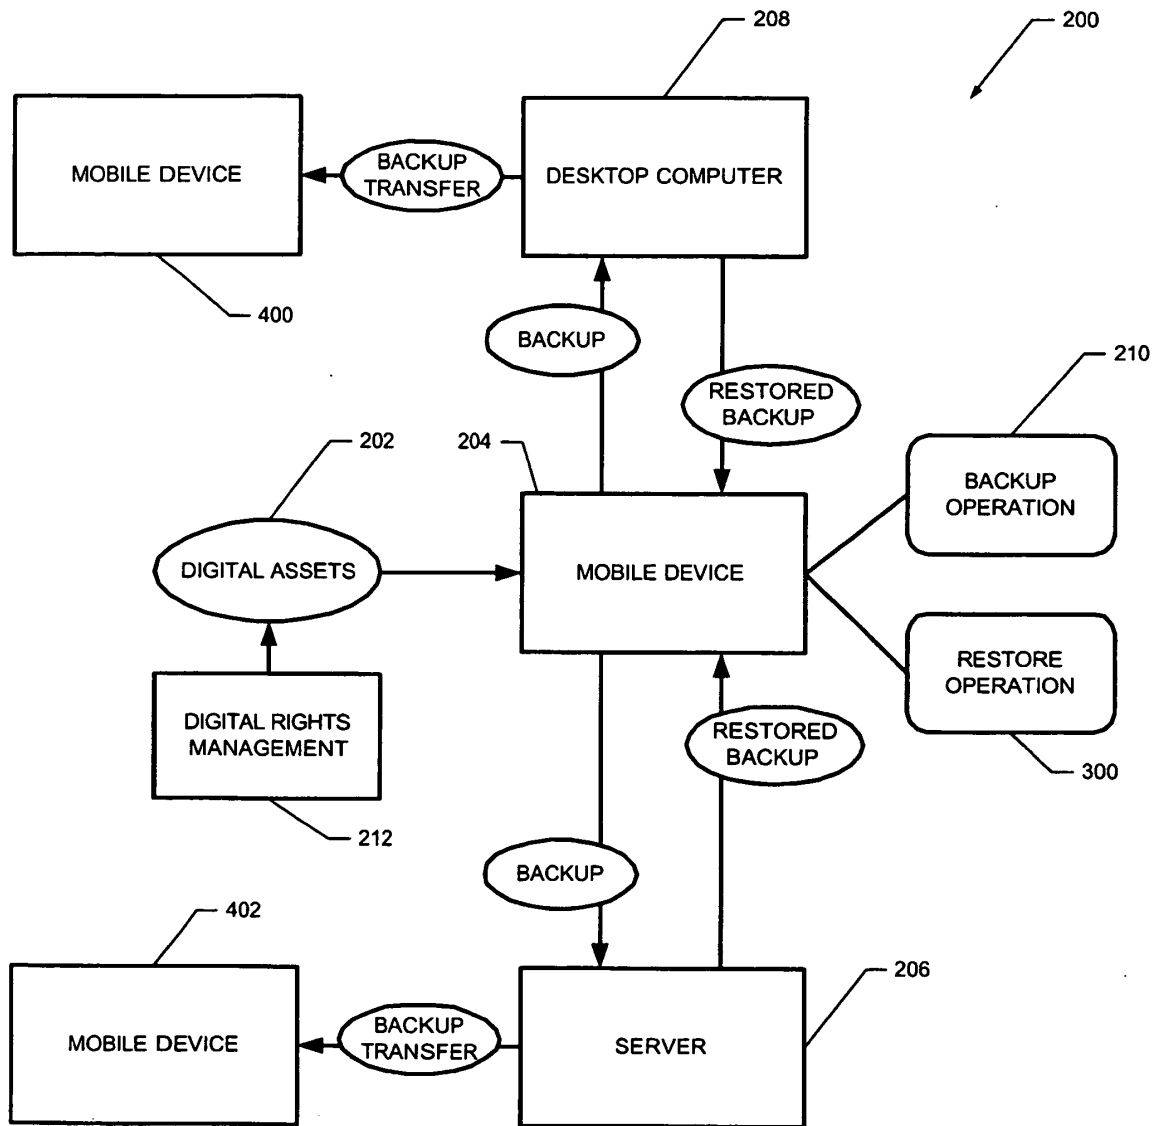 208
200
MOBILE DEVICE
BACKUP
TRANSFER
DESKTOP COMPUTER
400
BACKUP
210
RESTORED
BACKUP
202
204
BACKUP
OPERATION
DIGITAL ASSETS
MOBILE DEVICE
RESTORE
OPERATION
DIGITAL RIGHTS
MANAGEMENT
RESTORED
BACKUP
300
212
BACKUP
402
206
MOBILE DEVICE
BACKUP
TRANSFER
SERVER